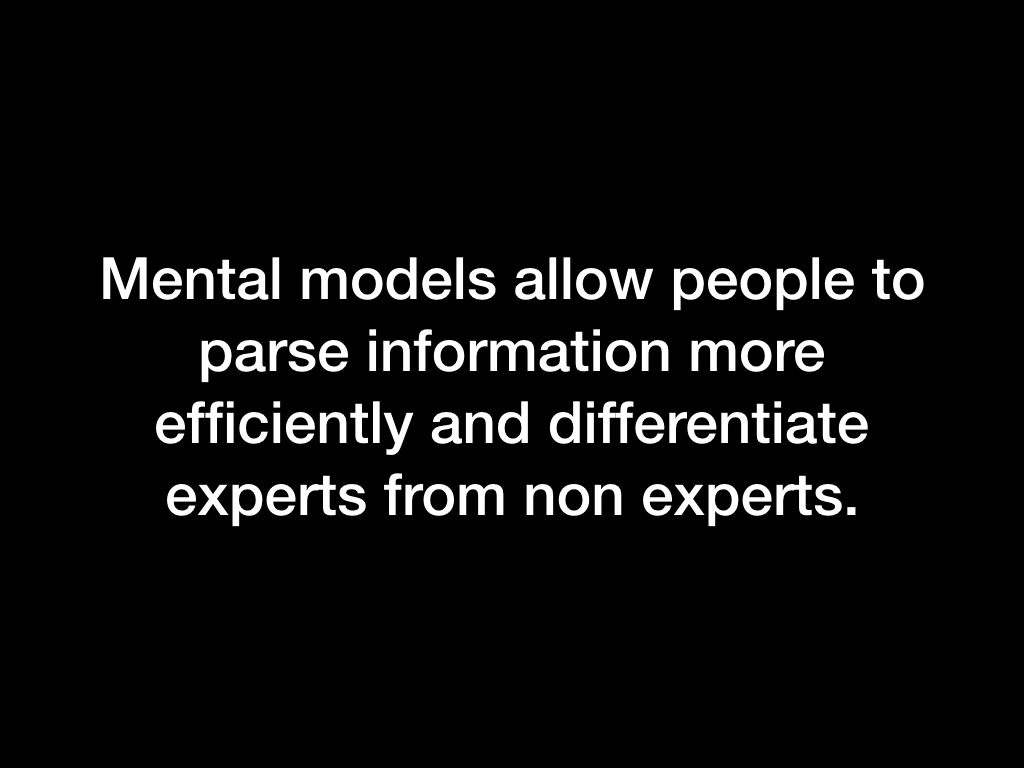 Mental models allow people to
parse information more
efficiently and differentiate
experts from non experts.